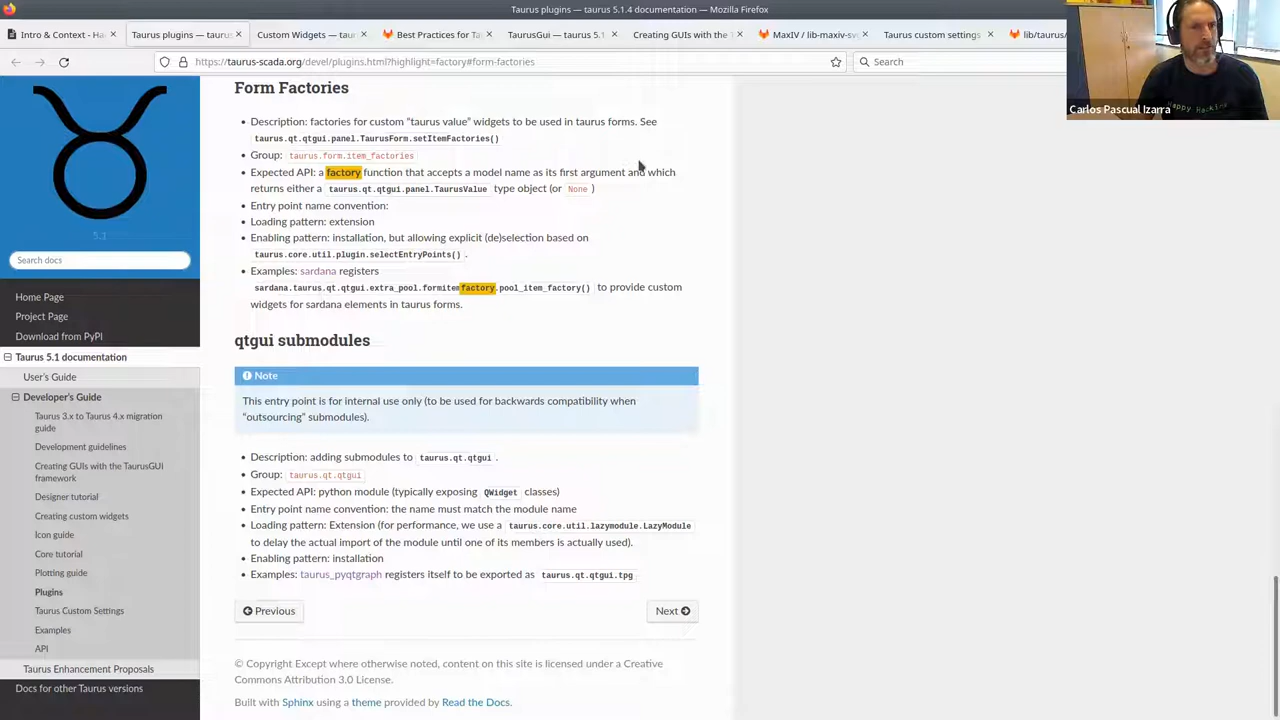 Taurus plugins — taurus 5.1.4 documentation — Mozilla Firefox
Intro & Context - Ha
Taurus plugins — taurus 5.
Custom Widgets — tau
Best Practices for Ta
TaurusGui — taurus 5.1
Creating GUIs with the T
MaxIV / lib-maxiv-sv
Taurus custom settings
lib/taurus/
https://taurus-scada.org/devel/plugins.html?highlight=factory#form-factories
Search
Carlos Pascual Izarra
Happy Hacking
5.1
Search docs
Home Page
Project Page
Download from PyPI
Taurus 5.1 documentation
User's Guide
Developer's Guide
Taurus 3.x to Taurus 4.x migration
guide
Development guidelines
Creating GUIs with the TaurusGUI
framework
Designer tutorial
Creating custom widgets
Icon guide
Core tutorial
Plotting guide
Plugins
Taurus Custom Settings
Examples
API
Taurus Enhancement Proposals
Docs for other Taurus versions
Form Factories
• Description: factories for custom “taurus value” widgets to be used in taurus forms. See
taurus.qt.qtgui.panel.TaurusForm.setItemFactories()
• Group: taurus.form.item_factories
• Expected API: a factory function that accepts a model name as its first argument and which
returns either a taurus.qt.qtgui.panel.TaurusValue type object (or None )
• Entry point name convention:
• Loading pattern: extension
• Enabling pattern: installation, but allowing explicit (de)selection based on
taurus.core.util.plugin.selectEntryPoints() .
• Examples: sardana registers
sardana.taurus.qt.qtgui.extra_pool.formitemfactory.pool_item_factory() to provide custom
widgets for sardana elements in taurus forms.
qtgui submodules
Note
This entry point is for internal use only (to be used for backwards compatibility when
“outsourcing” submodules).
• Description: adding submodules to taurus.qt.qtgui .
• Group: taurus.qt.qtgui
• Expected API: python module (typically exposing QWidget classes)
• Entry point name convention: the name must match the module name
• Loading pattern: Extension (for performance, we use a taurus.core.util.lazymodule.LazyModule
to delay the actual import of the module until one of its members is actually used).
• Enabling pattern: installation
• Examples: taurus_pyqtgraph registers itself to be exported as taurus.qt.qtgui.tpg
Previous
Next
© Copyright Except where otherwise noted, content on this site is licensed under a Creative
Commons Attribution 3.0 License.
Built with Sphinx using a theme provided by Read the Docs.